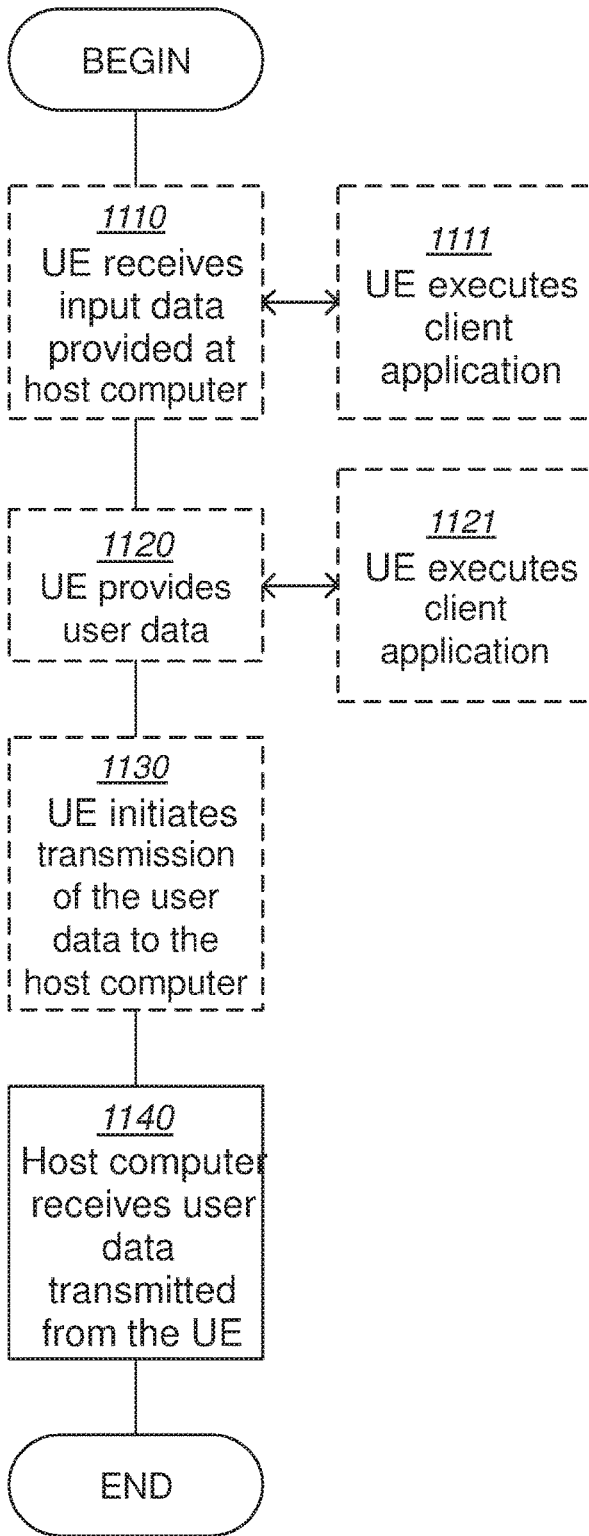 BEGIN
1110
UE receives
input data
provided at
host computer
1111
UE executes
client
application
1120
UE provides
user data
1121
UE executes
client
application
1130
UE initiates
transmission
of the user
data to the
host computer
1140
Host computer
receives user
data
transmitted
from the UE
END